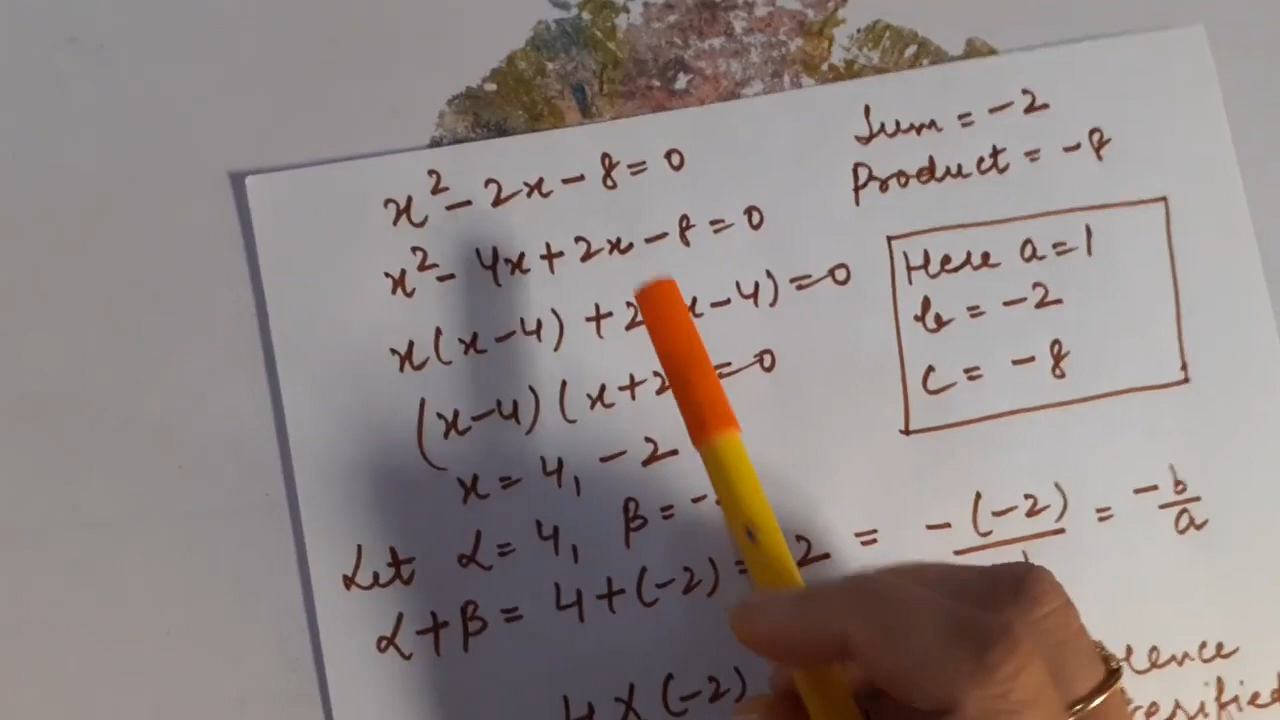 x² - 2x - 8 = 0
x² - 4x + 2x - 8 = 0
x(x-4) + 2 x-4) = 0
(x-4)(x+2 = 0
x = 4, -2
Let α = 4, β = -
α+β = 4+(-2) = 2 = -(-2) = -b/a
4 × (-2)
Sum = -2
Product = -8
Here a = 1
b = -2
c = -8
Hence
verified